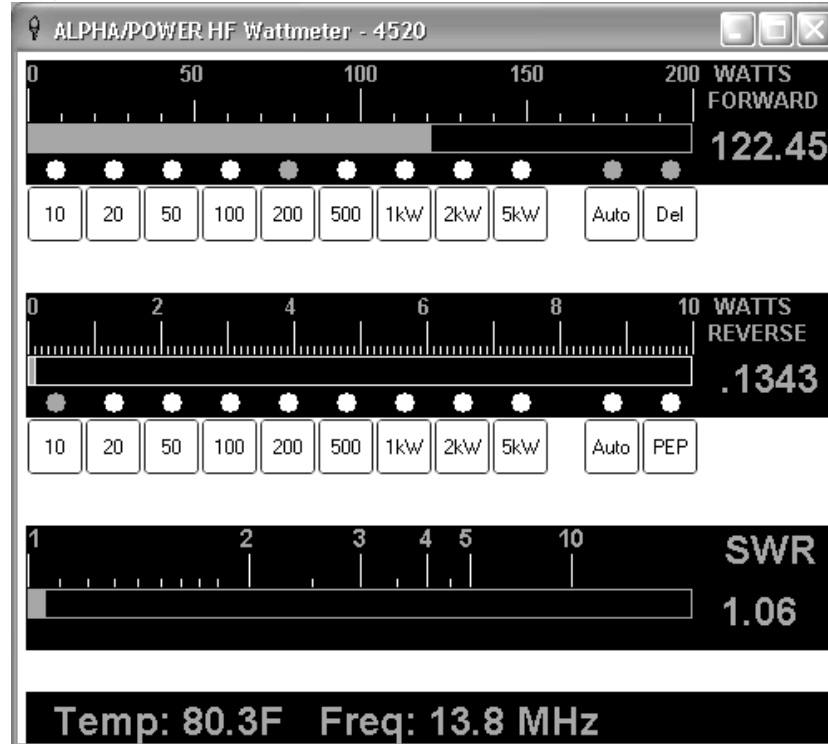 ALPHA/POWER HF Wattmeter - 4520
0 50 100 150 200 WATTS
FORWARD
122.45
10 20 50 100 200 500 1kW 2kW 5kW Auto Del
0 2 4 6 8 10 WATTS
REVERSE
.1343
10 20 50 100 200 500 1kW 2kW 5kW Auto PEP
1 2 3 4 5 10 SWR
1.06
Temp: 80.3F Freq: 13.8 MHz